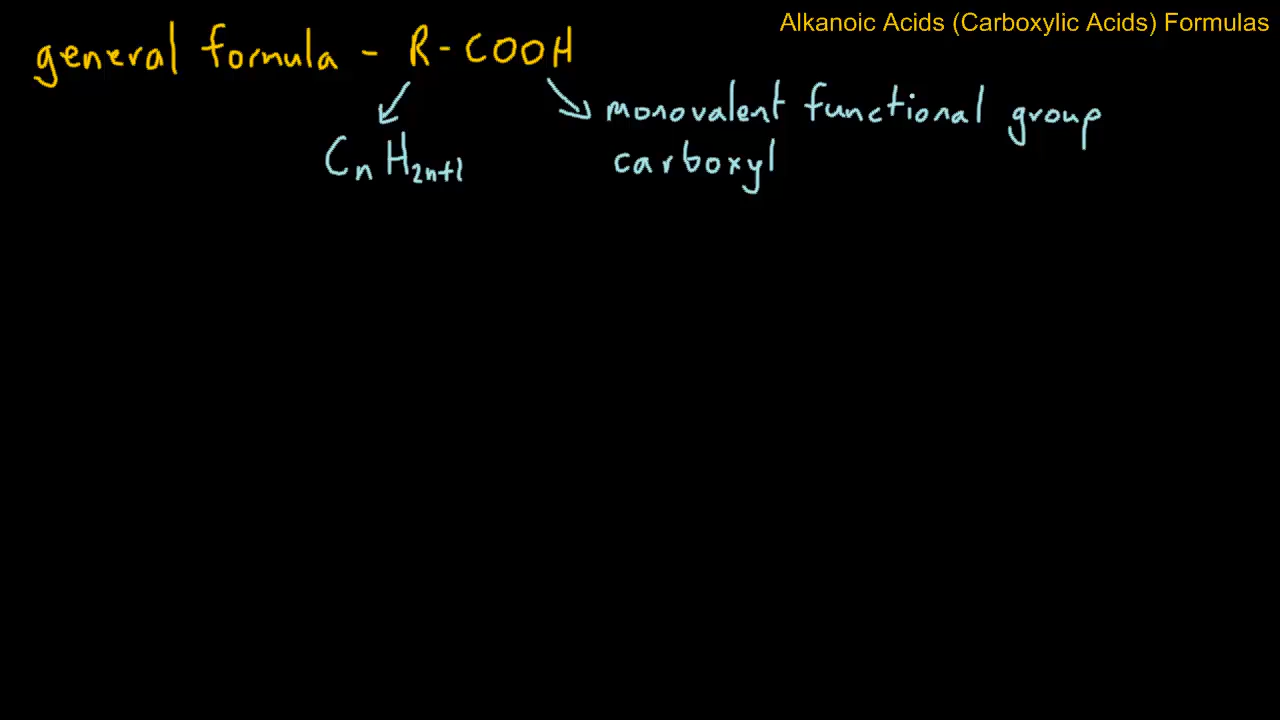 Alkanoic Acids (Carboxylic Acids) Formulas
general formula - R-COOH
monovalent functional group
CnH2n+1
carboxyl